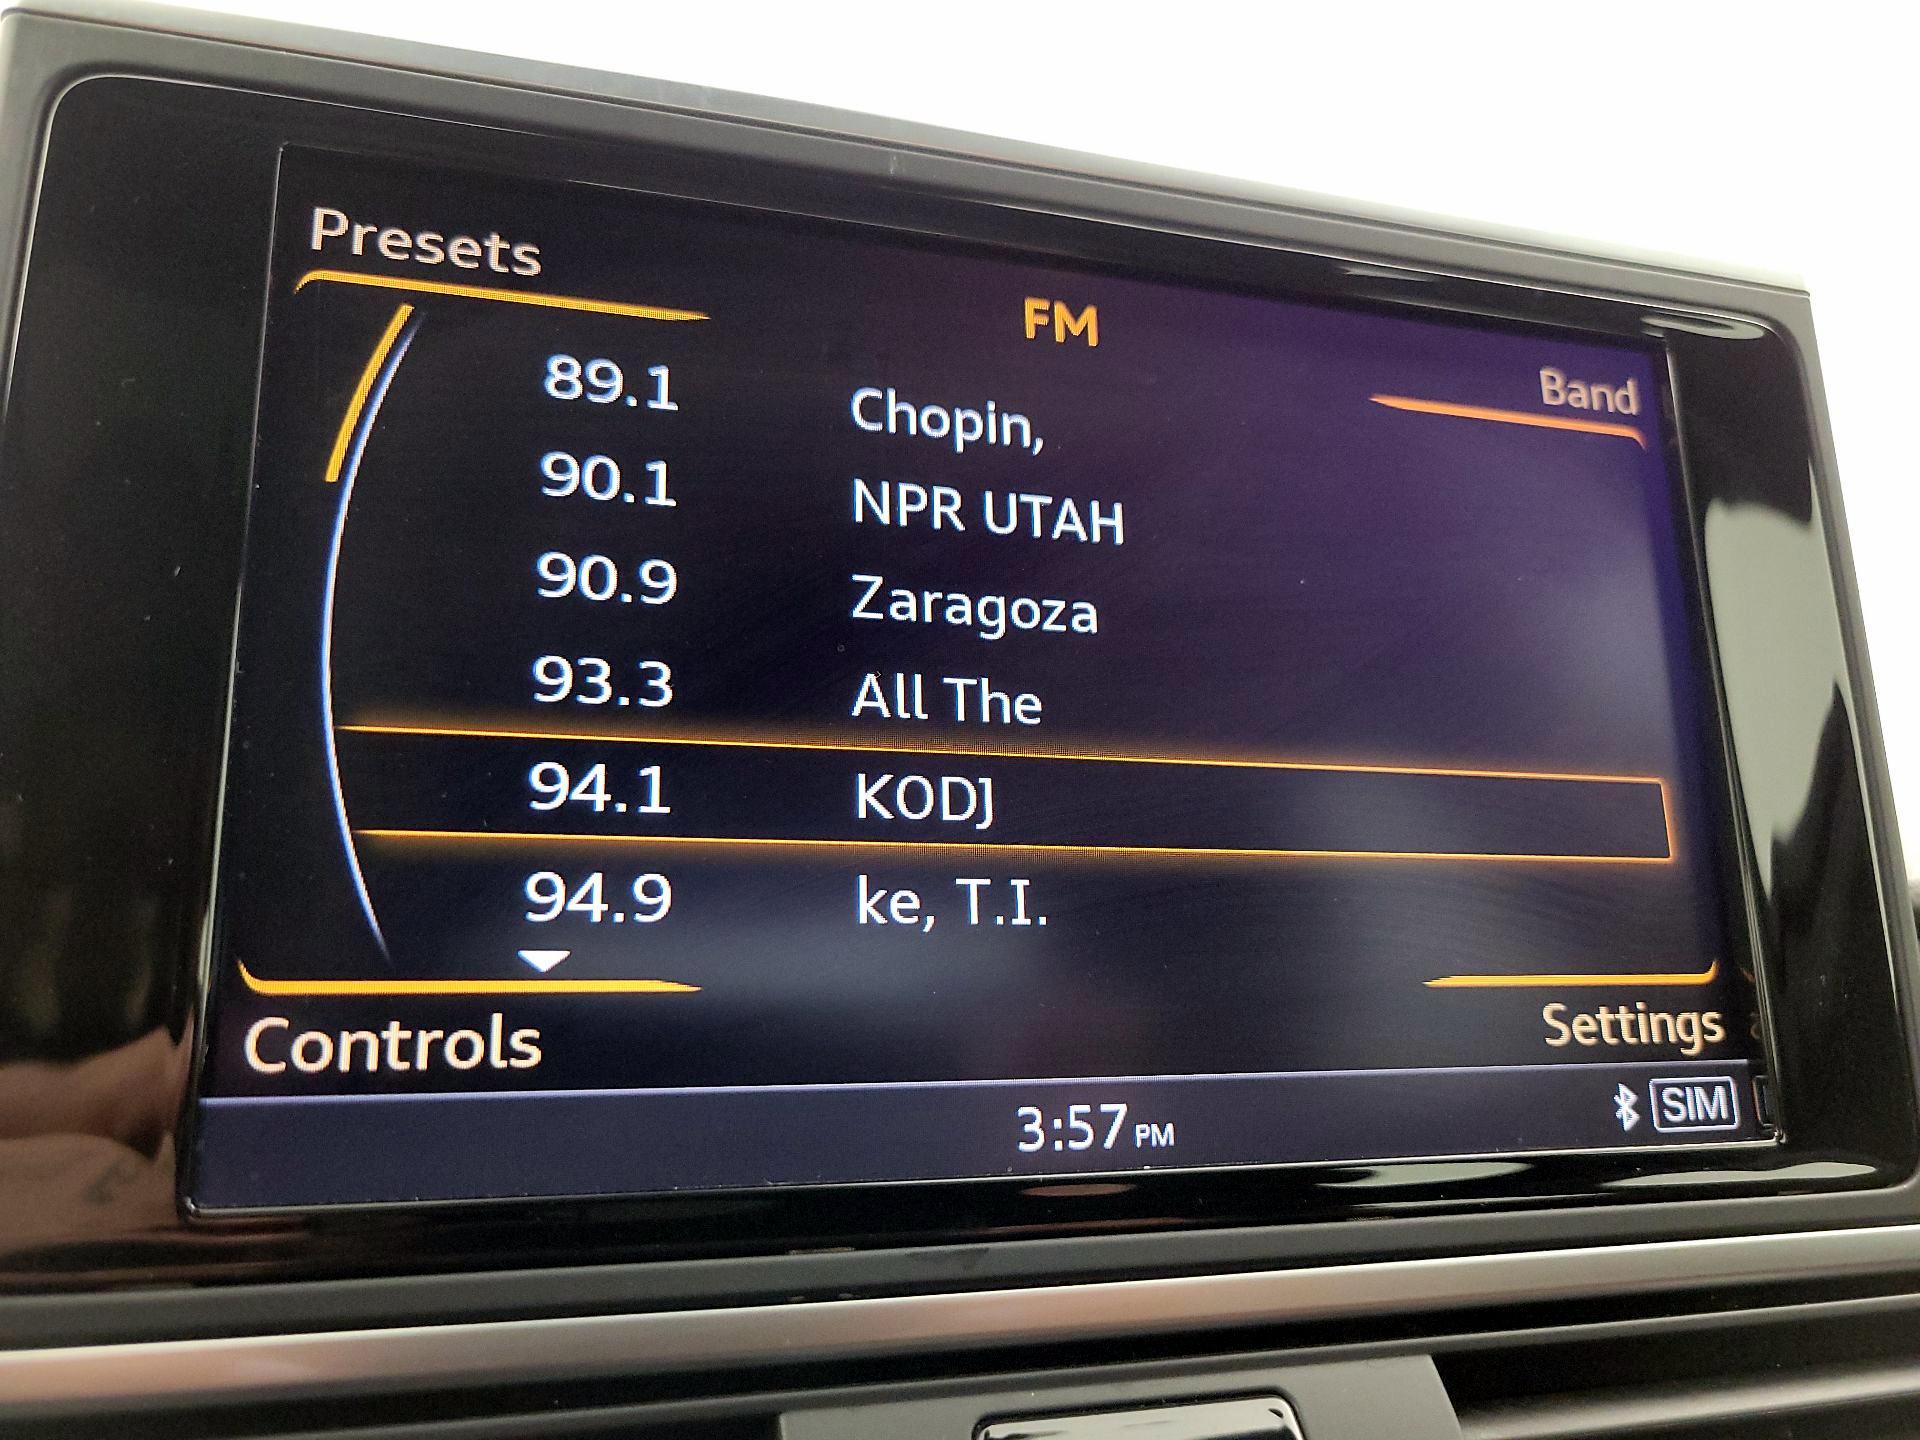 Presets
FM
Band
89.1 Chopin,
90.1 NPR UTAH
90.9 Zaragoza
93.3 All The
94.1 KODJ
94.9 ke, T.I.
Controls
Settings
3:57 PM
SIM